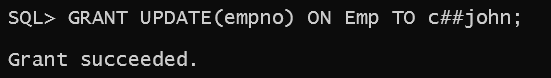 SQL> GRANT UPDATE(empno) ON Emp TO c##john;
Grant succeeded.